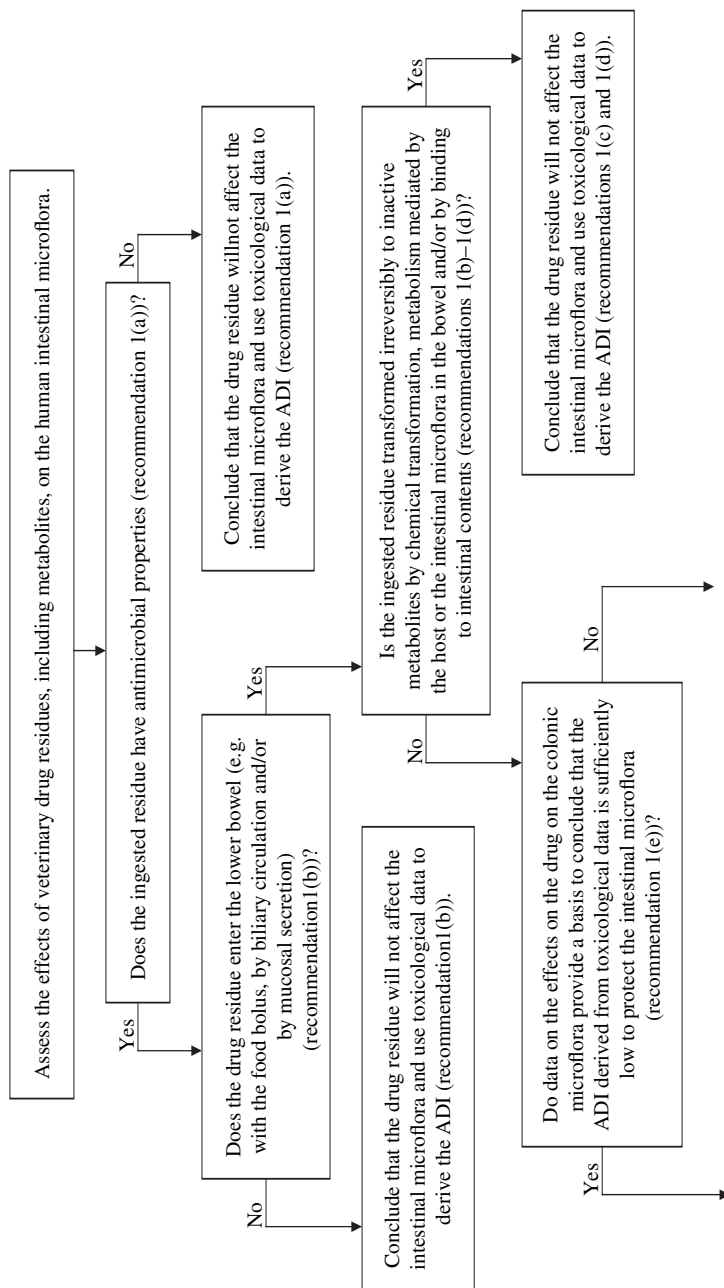 Assess the effects of veterinary drug residues, including metabolites, on the human intestinal microflora.
Does the ingested residue have antimicrobial properties (recommendation 1(a))?
Yes
No
Does the drug residue enter the lower bowel (e.g.
with the food bolus, by biliary circulation and/or
by mucosal secretion)
(recommendation1(b))?
Conclude that the drug residue willnot affect the
intestinal microflora and use toxicological data to
derive the ADI (recommendation 1(a)).
No
Yes
Conclude that the drug residue will not affect the
intestinal microflora and use toxicological data to
derive the ADI (recommendation1(b)).
Is the ingested residue transformed irreversibly to inactive
metabolites by chemical transformation, metabolism mediated by
the host or the intestinal microflora in the bowel and/or by binding
to intestinal contents (recommendations 1(b)–1(d))?
No
Yes
Do data on the effects on the drug on the colonic
microflora provide a basis to conclude that the
ADI derived from toxicological data is sufficiently
low to protect the intestinal microflora
(recommendation 1(e))?
Conclude that the drug residue will not affect the
intestinal microflora and use toxicological data to
derive the ADI (recommendations 1(c) and 1(d)).
Yes
No